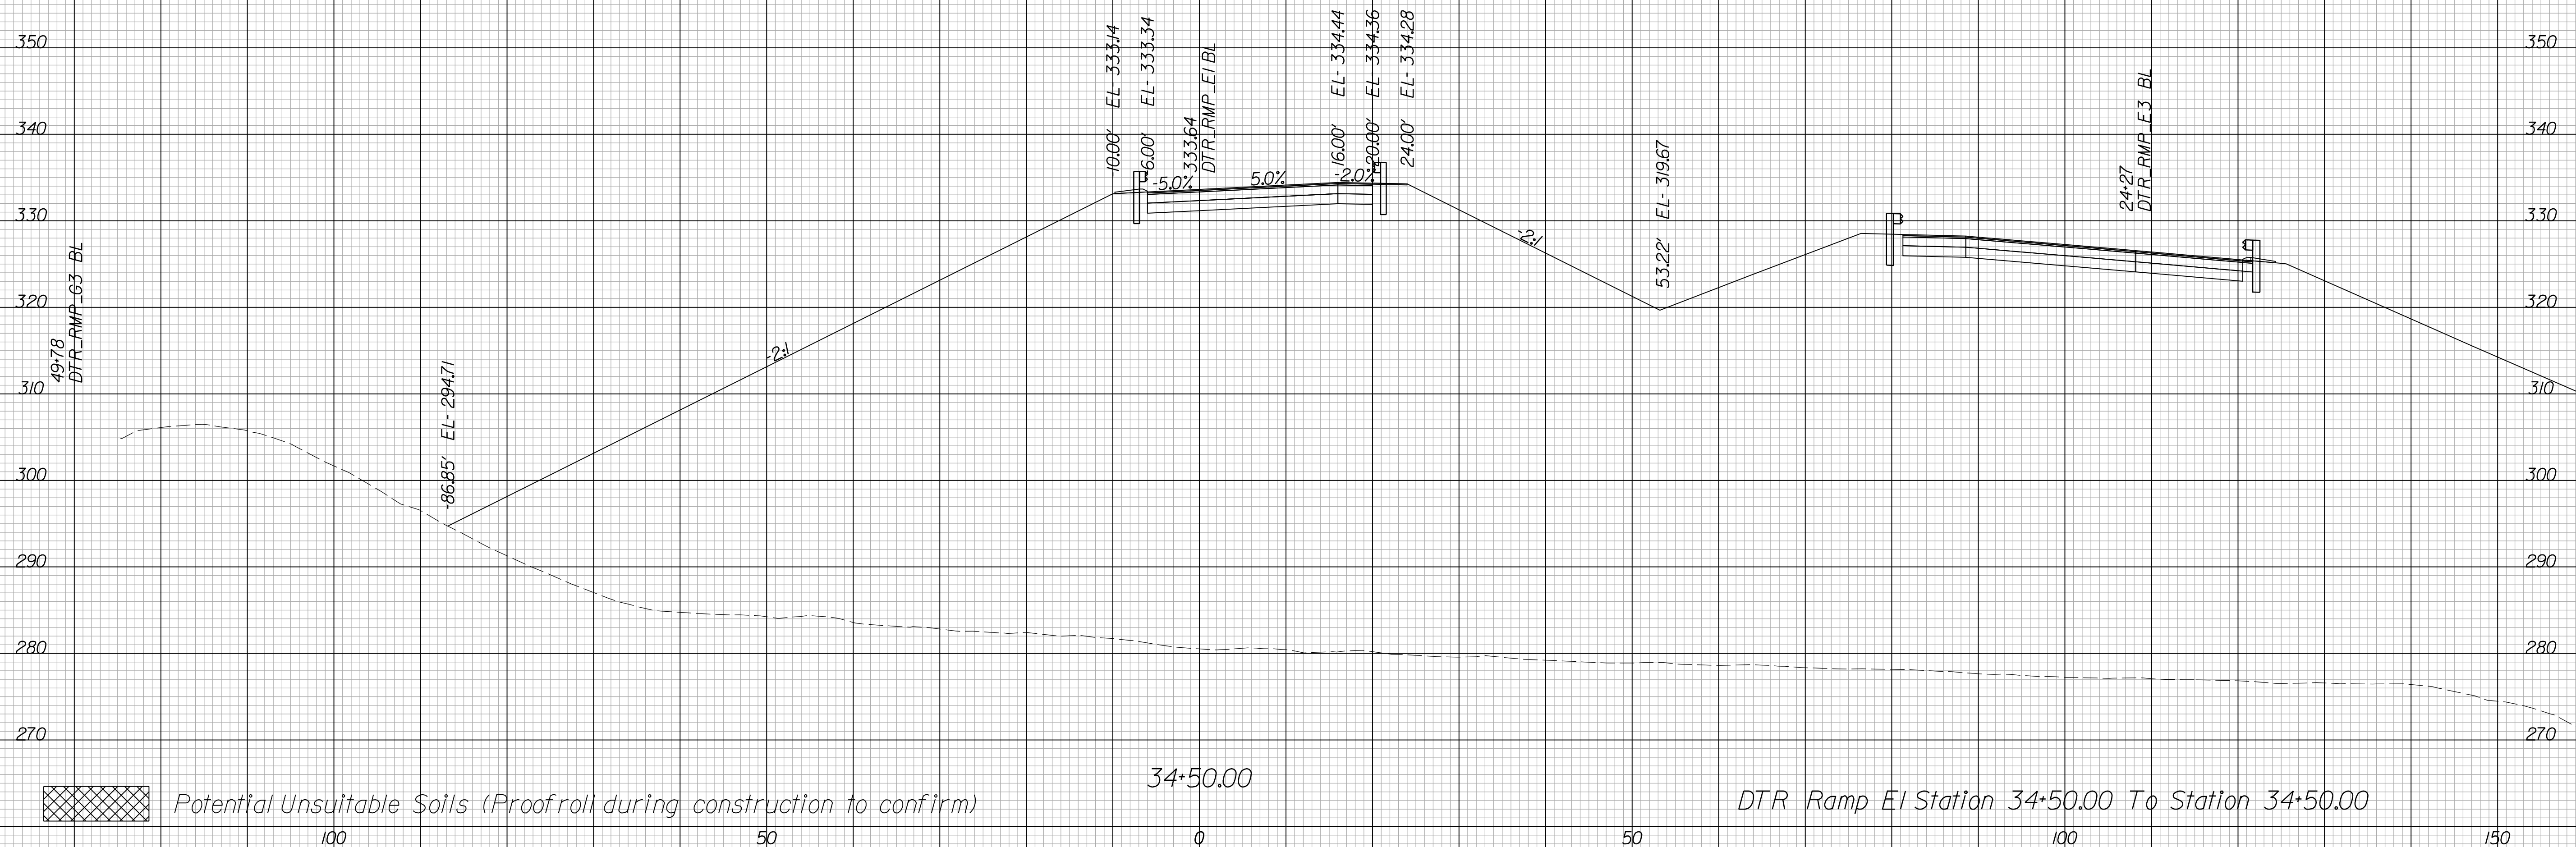 350
340
330
320
310
300
290
280
270
49+78
DTR_RMP_G3 BL
-86.85' EL- 294.71
-2:1
10.00' EL 333.14
6.00' EL- 333.34
333.64
DTR_RMP_E1 BL
-5.0%
5.0%
-2.0%
16.00' EL- 334.44
20.00' EL 334.36
24.00' EL- 334.28
-2:1
53.22' EL- 319.67
24+27
DTR_RMP_E3 BL
350
340
330
320
310
300
290
280
270
34+50.00
Potential Unsuitable Soils (Proofroll during construction to confirm)
DTR Ramp E1 Station 34+50.00 To Station 34+50.00
100
50
0
50
100
150